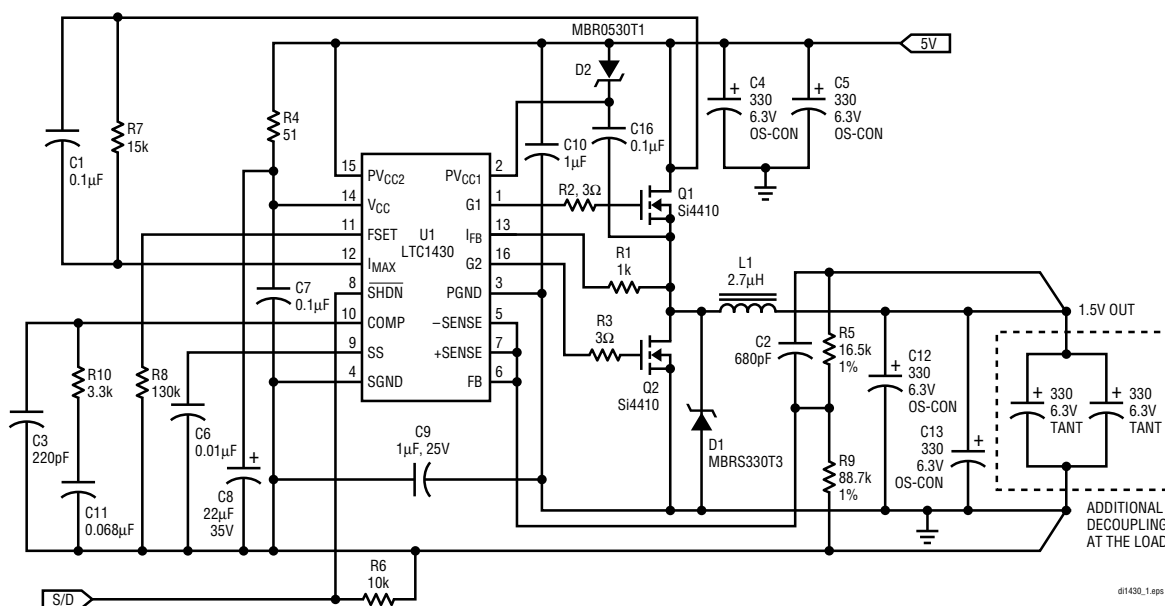 MBR0530T1
5V
D2
C4
330
6.3V
OS-CON
C5
330
6.3V
OS-CON
R4
51
R7
15k
C1
0.1µF
C10
1µF
C16
0.1µF
15
PVCC2
PVCC1
2
14
VCC
G1
1
11
FSET
IFB
13
12
IMAX
G2
16
8
SHDN
PGND
3
10
COMP
–SENSE
5
9
SS
+SENSE
7
4
SGND
FB
6
U1
LTC1430
R2, 3Ω
Q1
Si4410
R1
1k
L1
2.7µH
C7
0.1µF
R3
3Ω
Q2
Si4410
1.5V OUT
C2
680pF
R5
16.5k
1%
C12
330
6.3V
OS-CON
330
6.3V
TANT
330
6.3V
TANT
R10
3.3k
R8
130k
C3
220pF
C6
0.01µF
C9
1µF, 25V
D1
MBRS330T3
C13
330
6.3V
OS-CON
R9
88.7k
1%
C11
0.068µF
C8
22µF
35V
ADDITIONAL
DECOUPLING
AT THE LOAD
R6
10k
S/D
di1430_1.eps